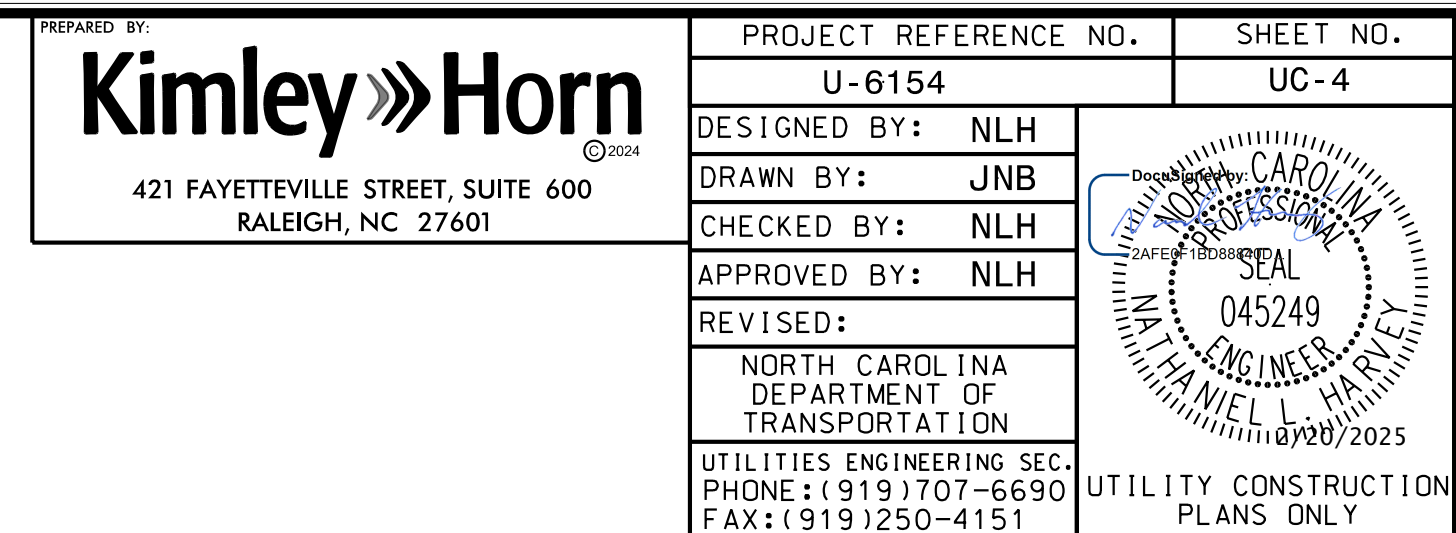 PREPARED BY:
Kimley»Horn
© 2024
421 FAYETTEVILLE STREET, SUITE 600
RALEIGH, NC 27601
PROJECT REFERENCE NO.
SHEET NO.
U-6154
UC-4
DESIGNED BY: NLH
DRAWN BY: JNB
CHECKED BY: NLH
APPROVED BY: NLH
REVISED:
NORTH CAROLINA
DEPARTMENT OF
TRANSPORTATION
UTILITIES ENGINEERING SEC.
PHONE:(919)707-6690
FAX:(919)250-4151
DocuSigned by:
2AFE0F1BD88840D...
NORTH CAROLINA
PROFESSIONAL
SEAL
045249
ENGINEER
NATHANIEL L. HARVEY
2/20/2025
UTILITY CONSTRUCTION
PLANS ONLY